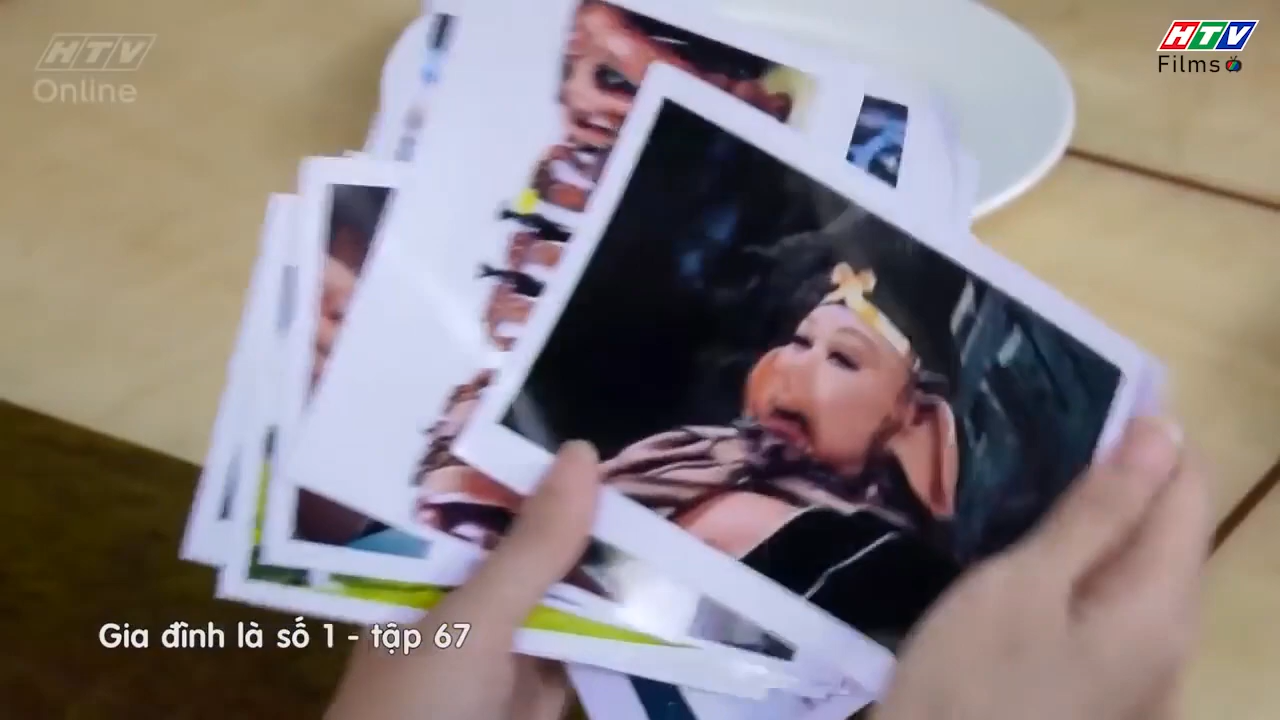 HTV
Online
HTV
Films
Gia đình là số 1 - tập 67